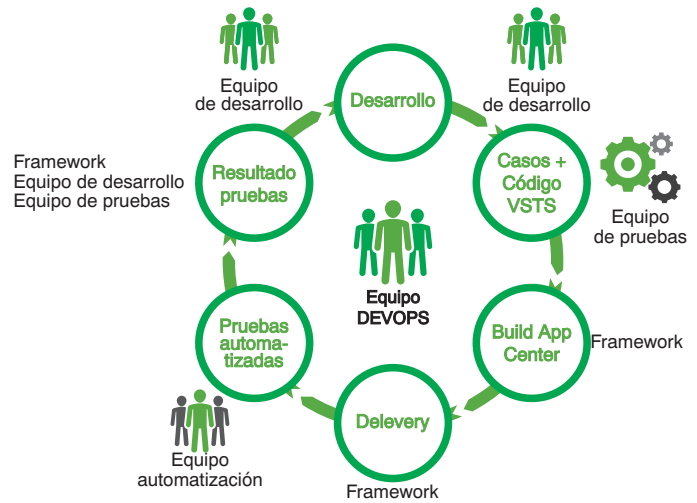 Equipo
de desarrollo
Desarrollo
Equipo
de desarrollo
Framework
Equipo de desarrollo
Equipo de pruebas
Resultado
pruebas
Casos +
Código
VSTS
Equipo
de pruebas
Equipo
DEVOPS
Pruebas
automa-
tizadas
Build App
Center
Framework
Delevery
Equipo
automatización
Framework